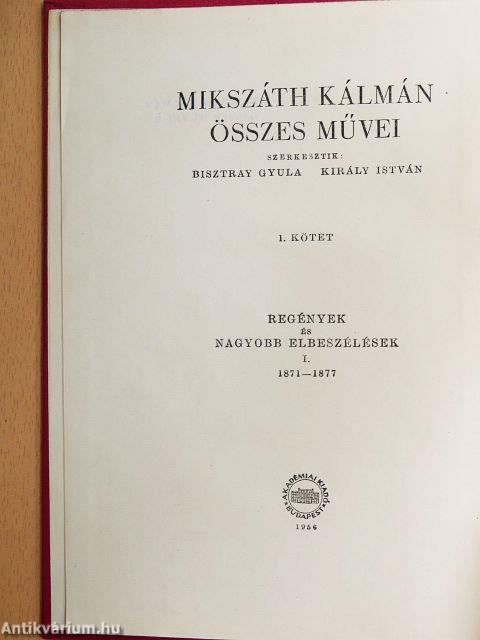 MIKSZÁTH KÁLMÁN
ÖSSZES MŰVEI
SZERKESZTIK:
BISZTRAY GYULA KIRÁLY ISTVÁN
1. KÖTET
REGÉNYEK
ÉS
NAGYOBB ELBESZÉLÉSEK
I.
1871—1877
AKADÉMIAI KIADÓ
BUDAPEST
1956
Antikvárium.hu